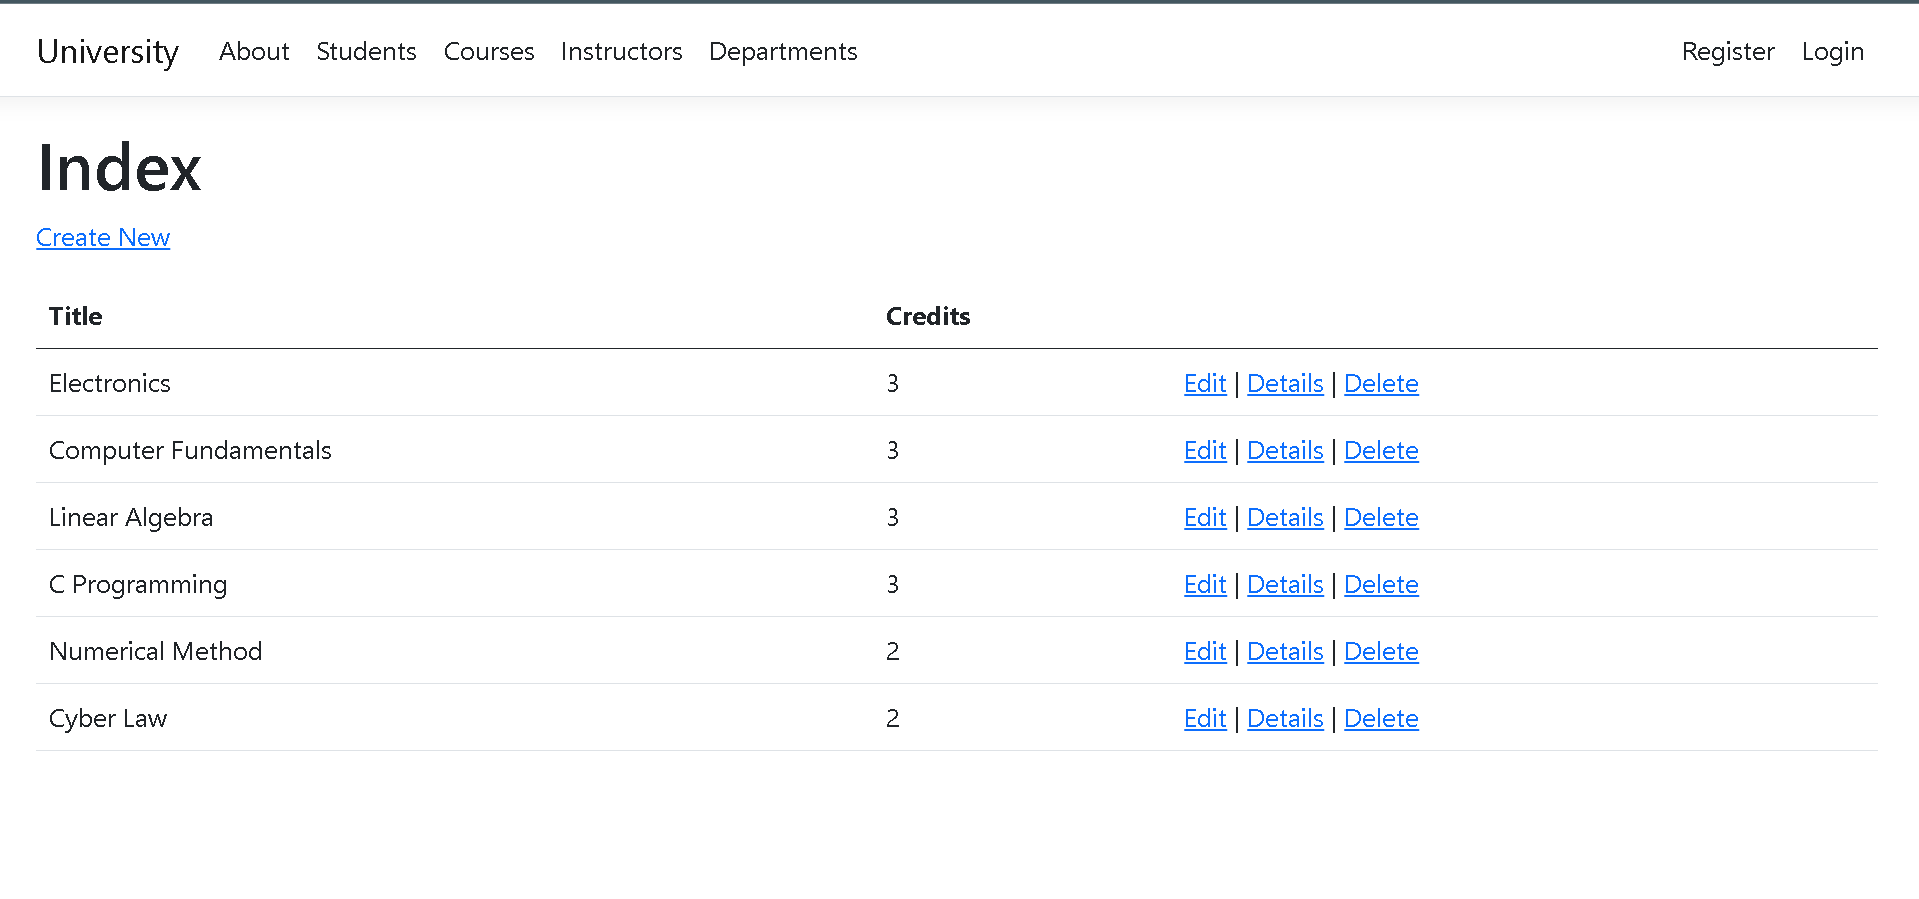 University About Students Courses Instructors Departments Register Login
Index
Create New
Title Credits
Electronics 3 Edit | Details | Delete
Computer Fundamentals 3 Edit | Details | Delete
Linear Algebra 3 Edit | Details | Delete
C Programming 3 Edit | Details | Delete
Numerical Method 2 Edit | Details | Delete
Cyber Law 2 Edit | Details | Delete